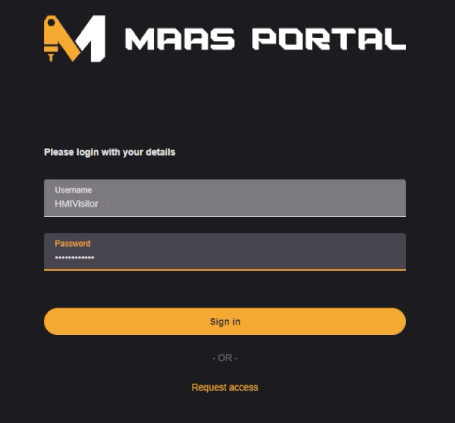 MAAS PORTAL
Please login with your details
Username
HMIVisitor
Password
••••••••••••
Sign in
- OR -
Request access